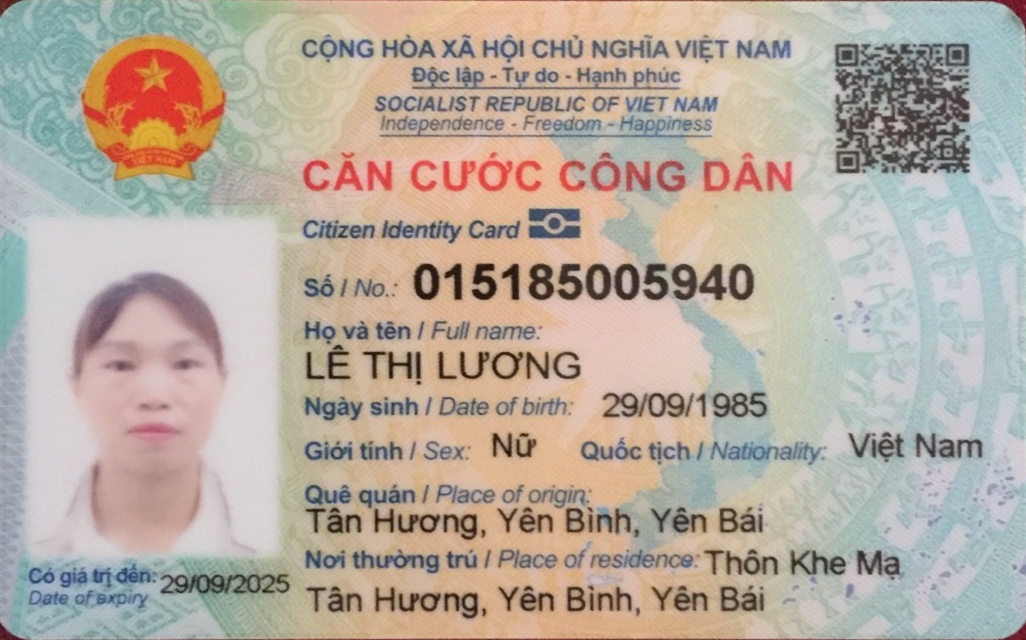 CỘNG HÒA XÃ HỘI CHỦ NGHĨA VIỆT NAM
Độc lập - Tự do - Hạnh phúc
SOCIALIST REPUBLIC OF VIET NAM
Independence - Freedom - Happiness
CĂN CƯỚC CÔNG DÂN
Citizen Identity Card
Số / No.: 015185005940
Họ và tên / Full name:
LÊ THỊ LƯƠNG
Ngày sinh / Date of birth: 29/09/1985
Giới tính / Sex: Nữ Quốc tịch / Nationality: Việt Nam
Quê quán / Place of origin:
Tân Hương, Yên Bình, Yên Bái
Nơi thường trú / Place of residence: Thôn Khe Mạ
Tân Hương, Yên Bình, Yên Bái
Có giá trị đến: 29/09/2025
Date of expiry